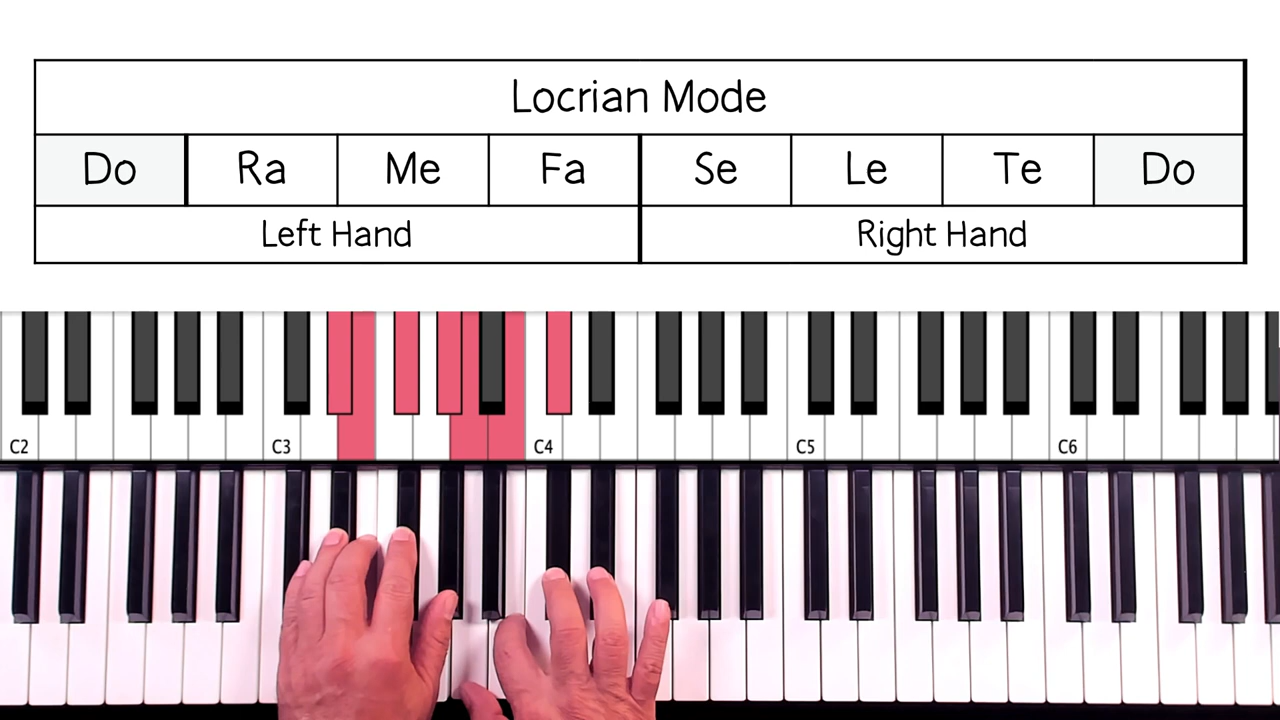 Locrian Mode
Do Ra Me Fa Se Le Te Do
Left Hand Right Hand
C2 C3 C4 C5 C6